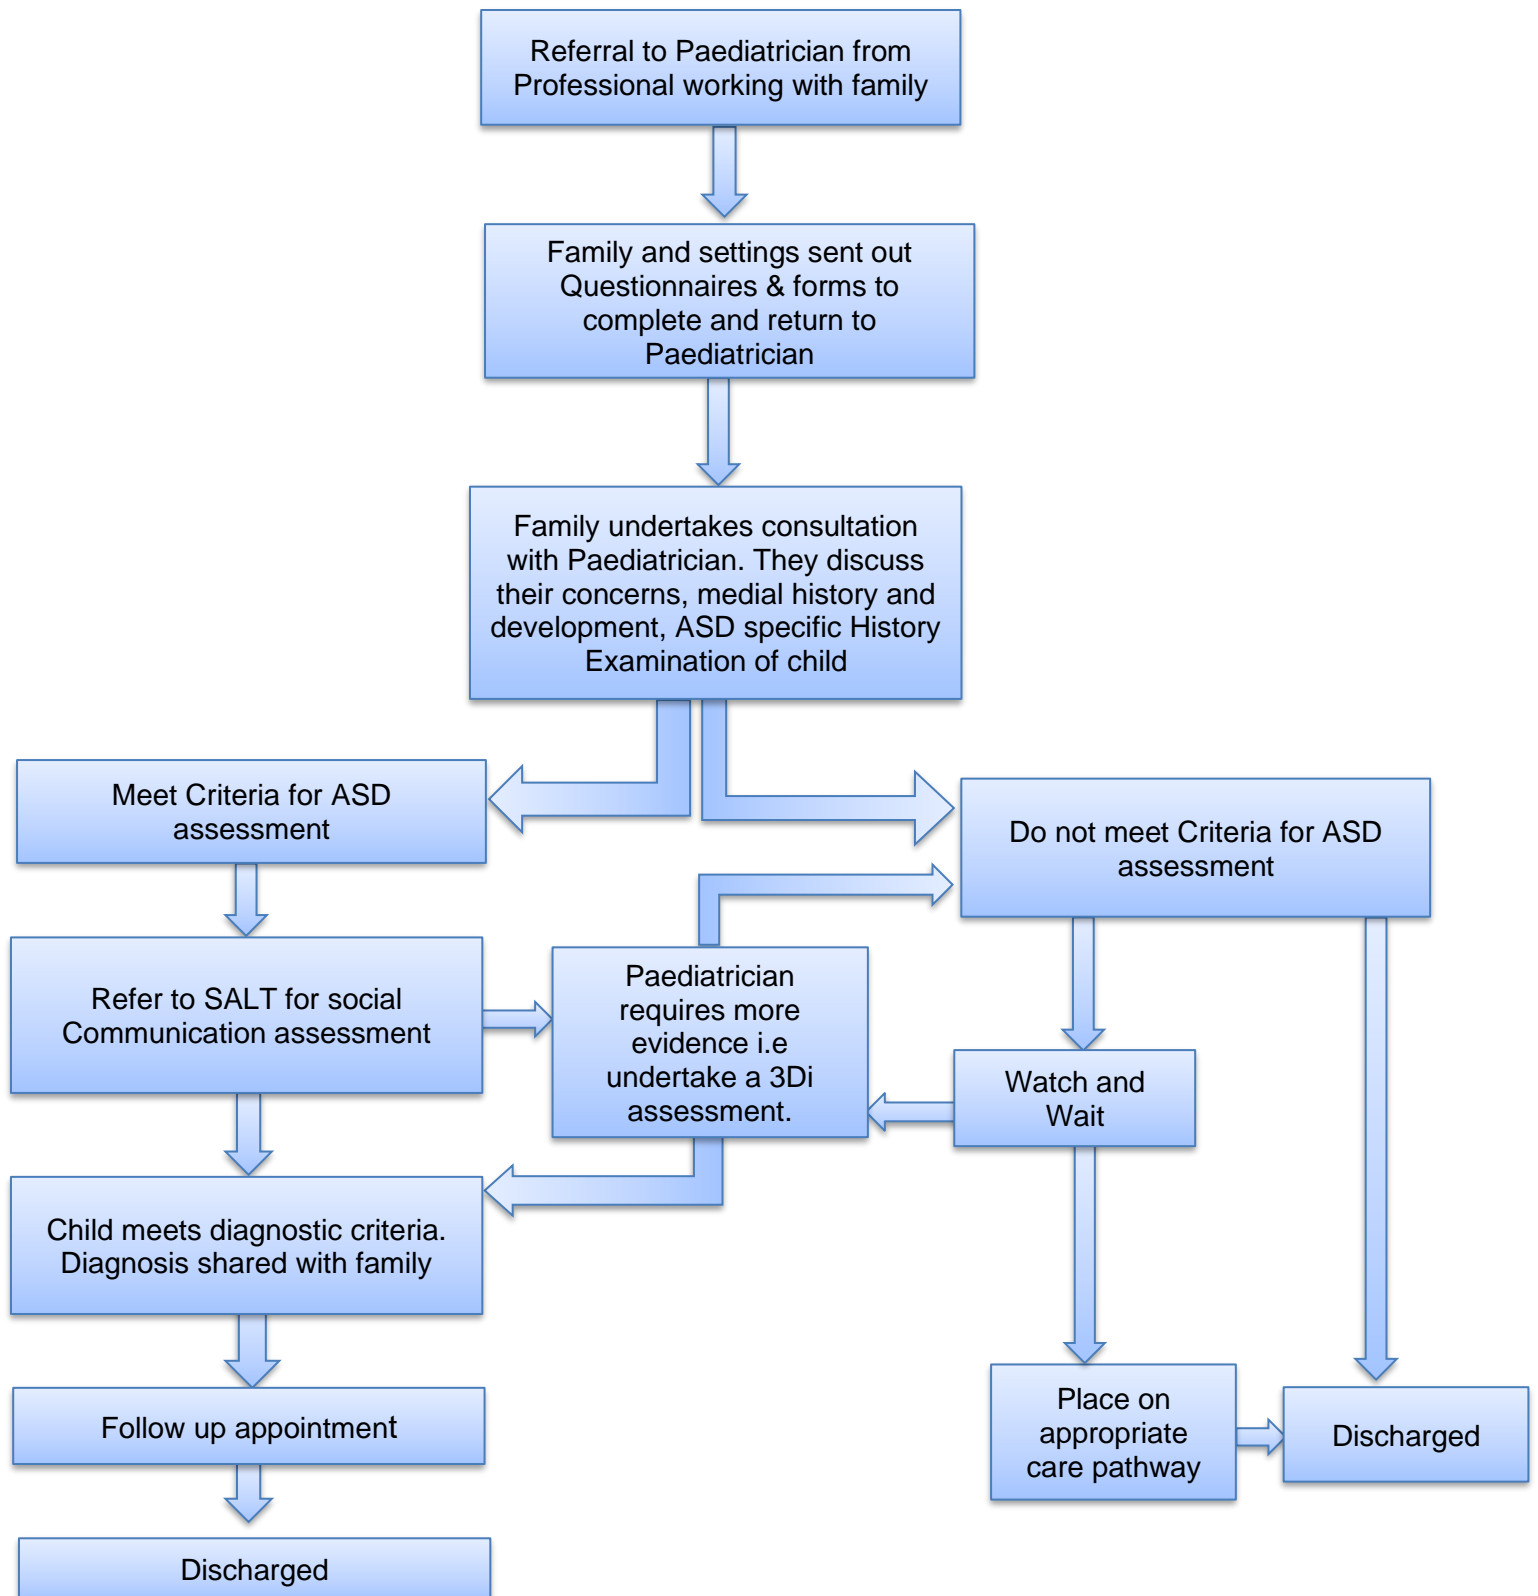 Referral to Paediatrician from
Professional working with family
Family and settings sent out
Questionnaires & forms to
complete and return to
Paediatrician
Family undertakes consultation
with Paediatrician. They discuss
their concerns, medial history and
development, ASD specific History
Examination of child
Meet Criteria for ASD
assessment
Do not meet Criteria for ASD
assessment
Refer to SALT for social
Communication assessment
Paediatrician
requires more
evidence i.e
undertake a 3Di
assessment.
Watch and
Wait
Child meets diagnostic criteria.
Diagnosis shared with family
Follow up appointment
Place on
appropriate
care pathway
Discharged
Discharged